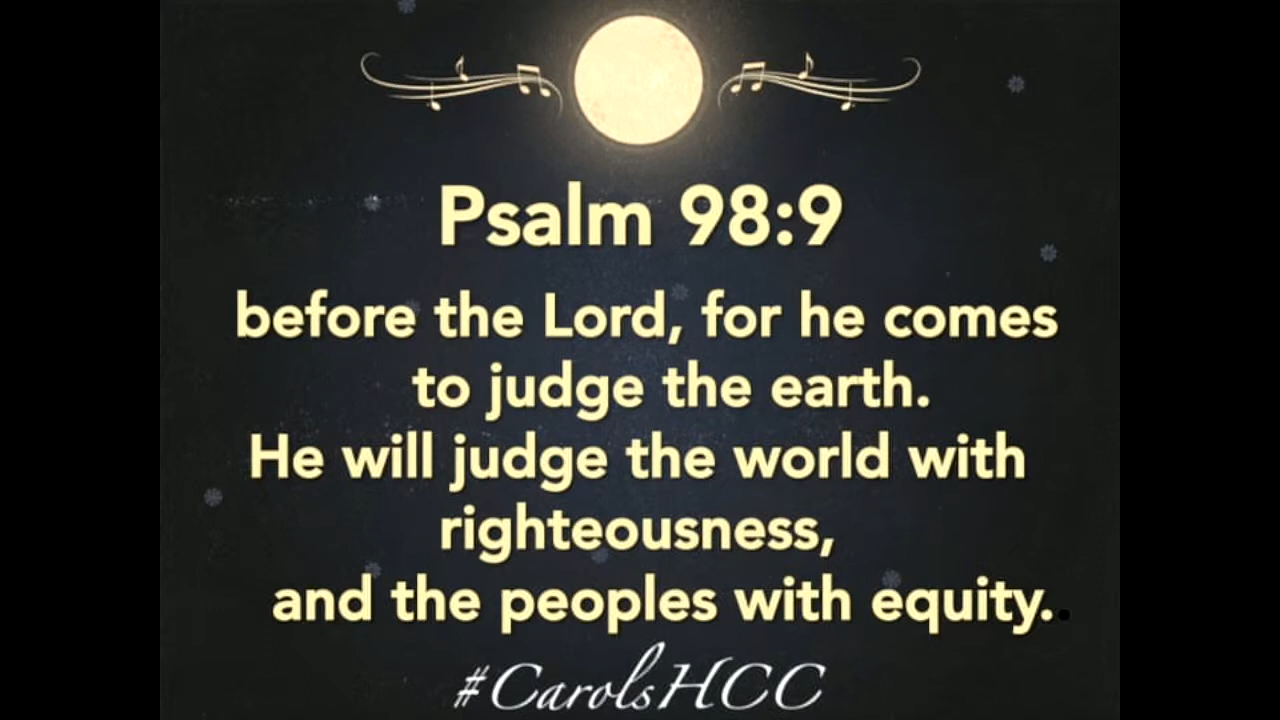 Psalm 98:9
before the Lord, for he comes
to judge the earth.
He will judge the world with
righteousness,
and the peoples with equity.
#CarolsHCC